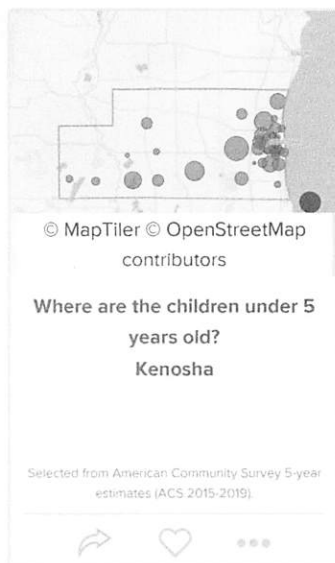 © MapTiler © OpenStreetMap
contributors
Where are the children under 5
years old?
Kenosha
Selected from American Community Survey 5-year
estimates (ACS 2015-2019).